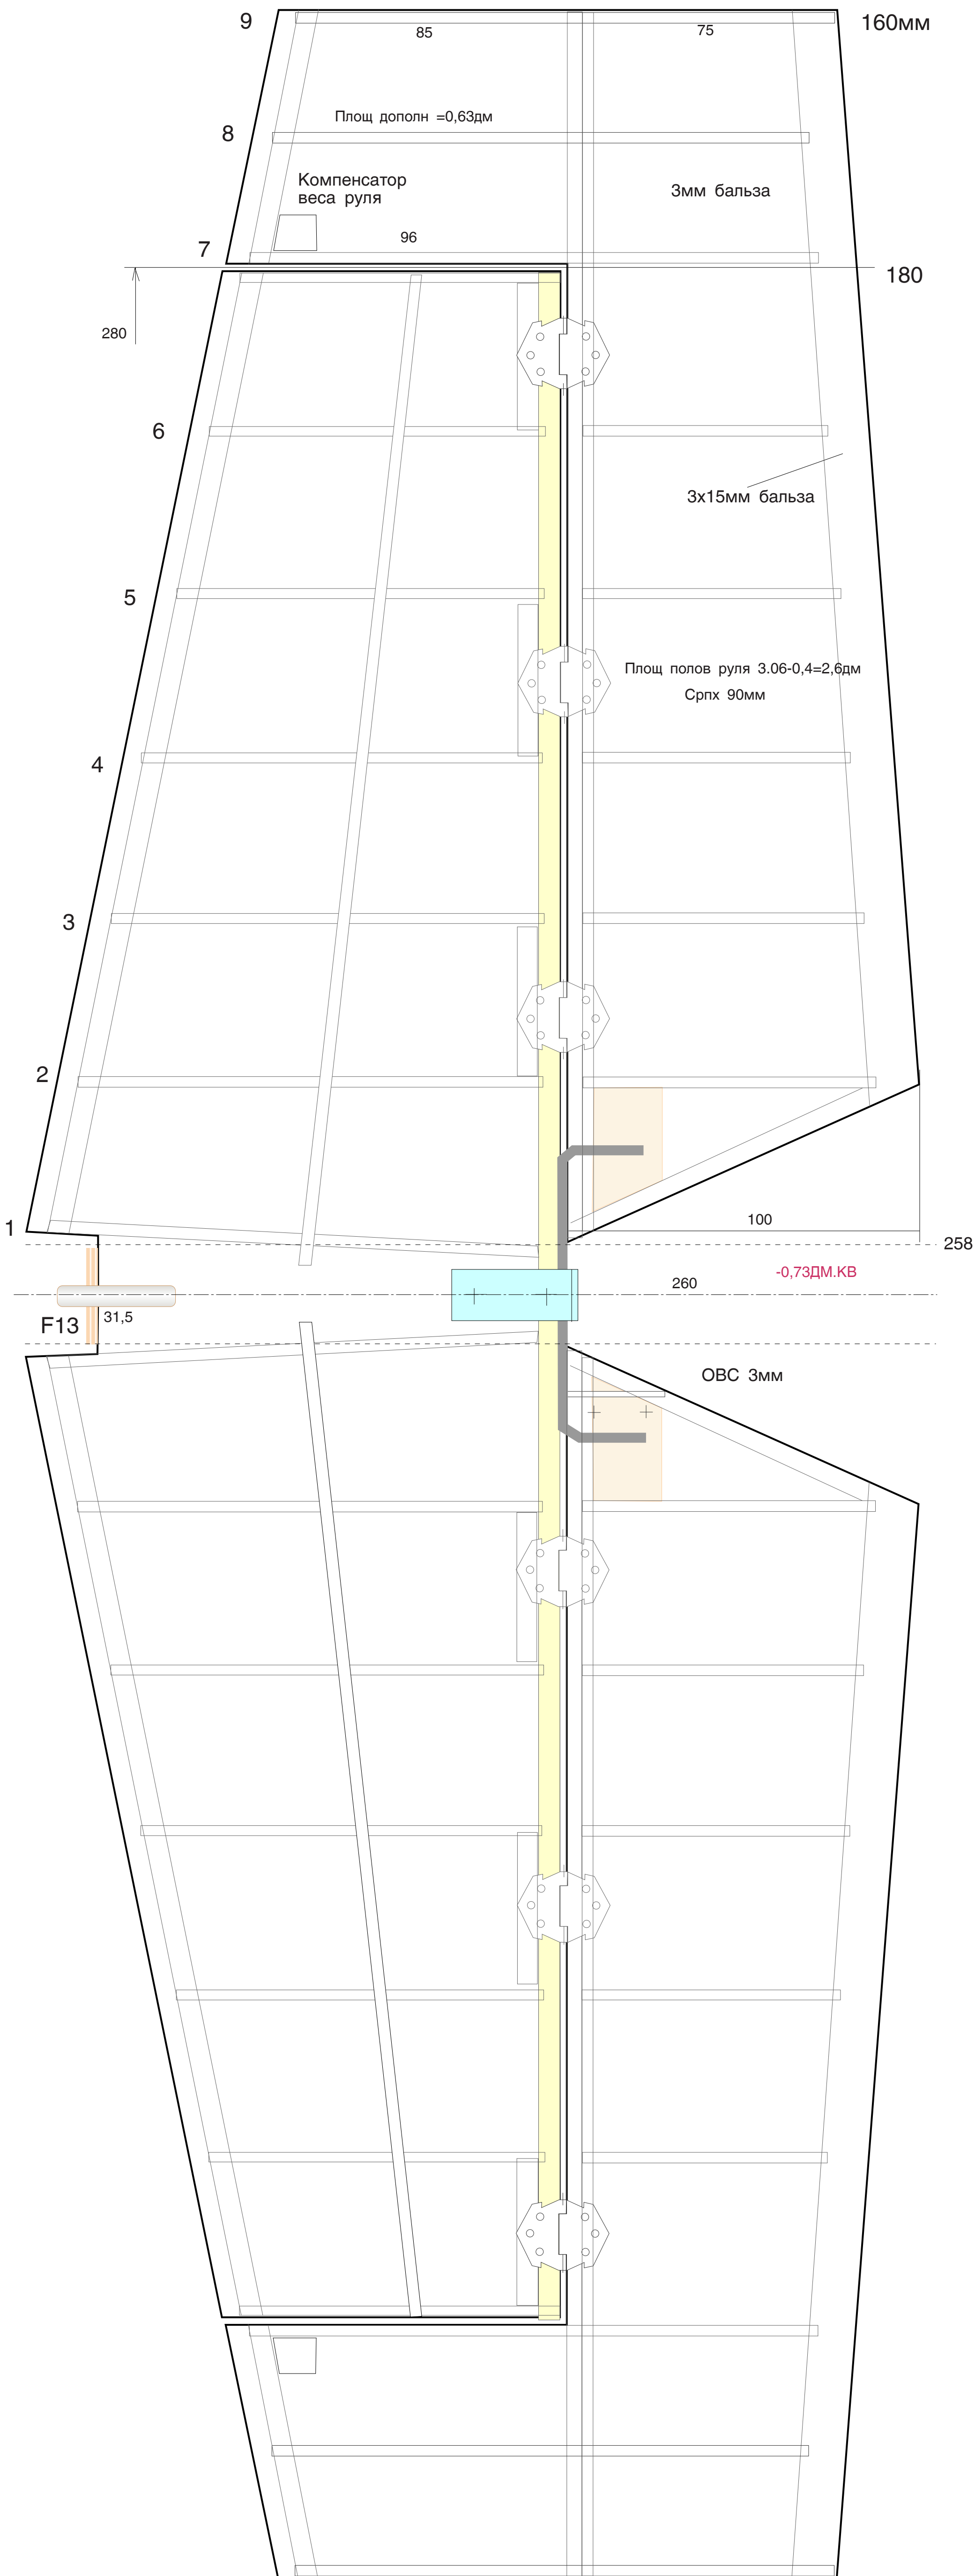 9
85
75
160мм
Площ дополн =0,63дм
8
Компенсатор
веса руля
3мм бальза
7
96
180
280
6
3х15мм бальза
5
Площ полов руля 3.06-0,4=2,6дм
Српх 90мм
4
3
2
1
100
258
-0,73ДМ.КВ
260
31,5
F13
ОВС 3мм